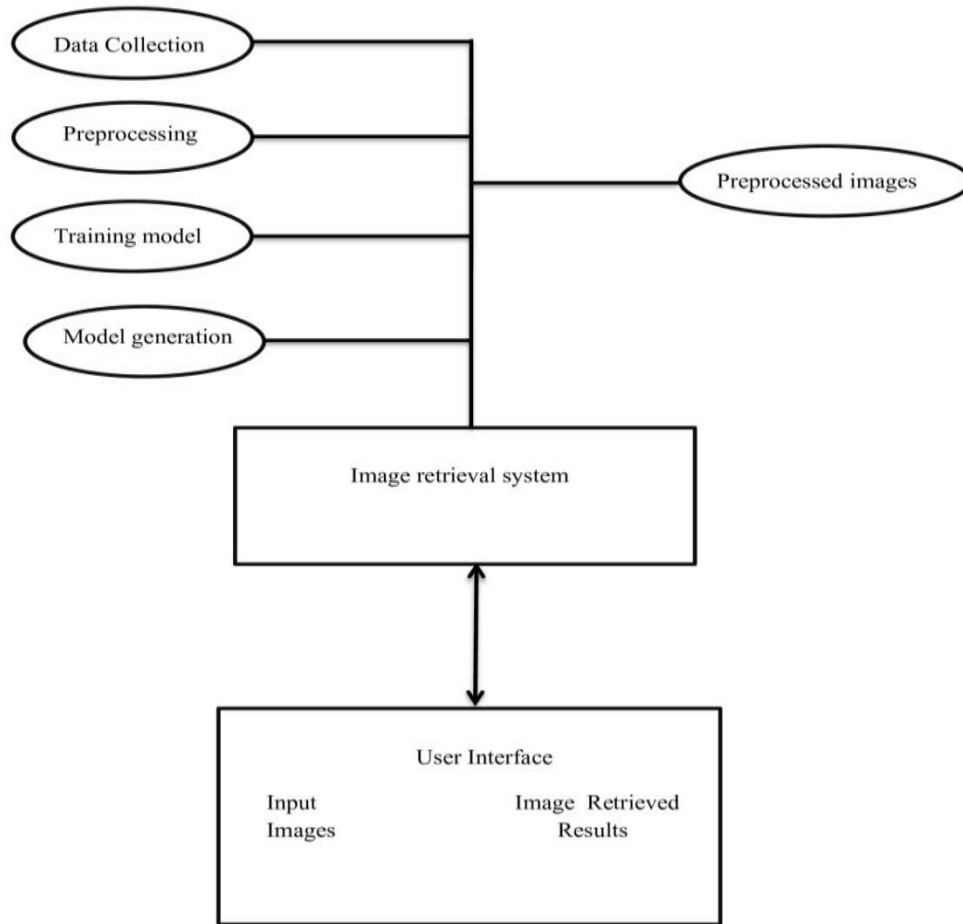 Data Collection
Preprocessing
Preprocessed images
Training model
Model generation
Image retrieval system
User Interface
Input
Images
Image Retrieved
Results